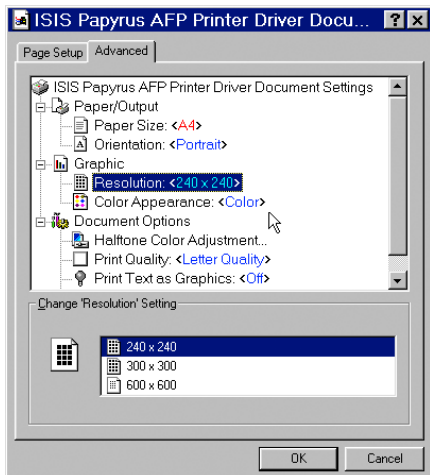 ISIS Papyrus AFP Printer Driver Docu...
Page Setup Advanced
ISIS Papyrus AFP Printer Driver Document Settings
Paper/Output
Paper Size: <A4>
Orientation: <Portrait>
Graphic
Resolution: <240 x 240>
Color Appearance: <Color>
Document Options
Halftone Color Adjustment...
Print Quality: <Letter Quality>
Print Text as Graphics: <Off>
Change 'Resolution' Setting
240 x 240
300 x 300
600 x 600
OK Cancel